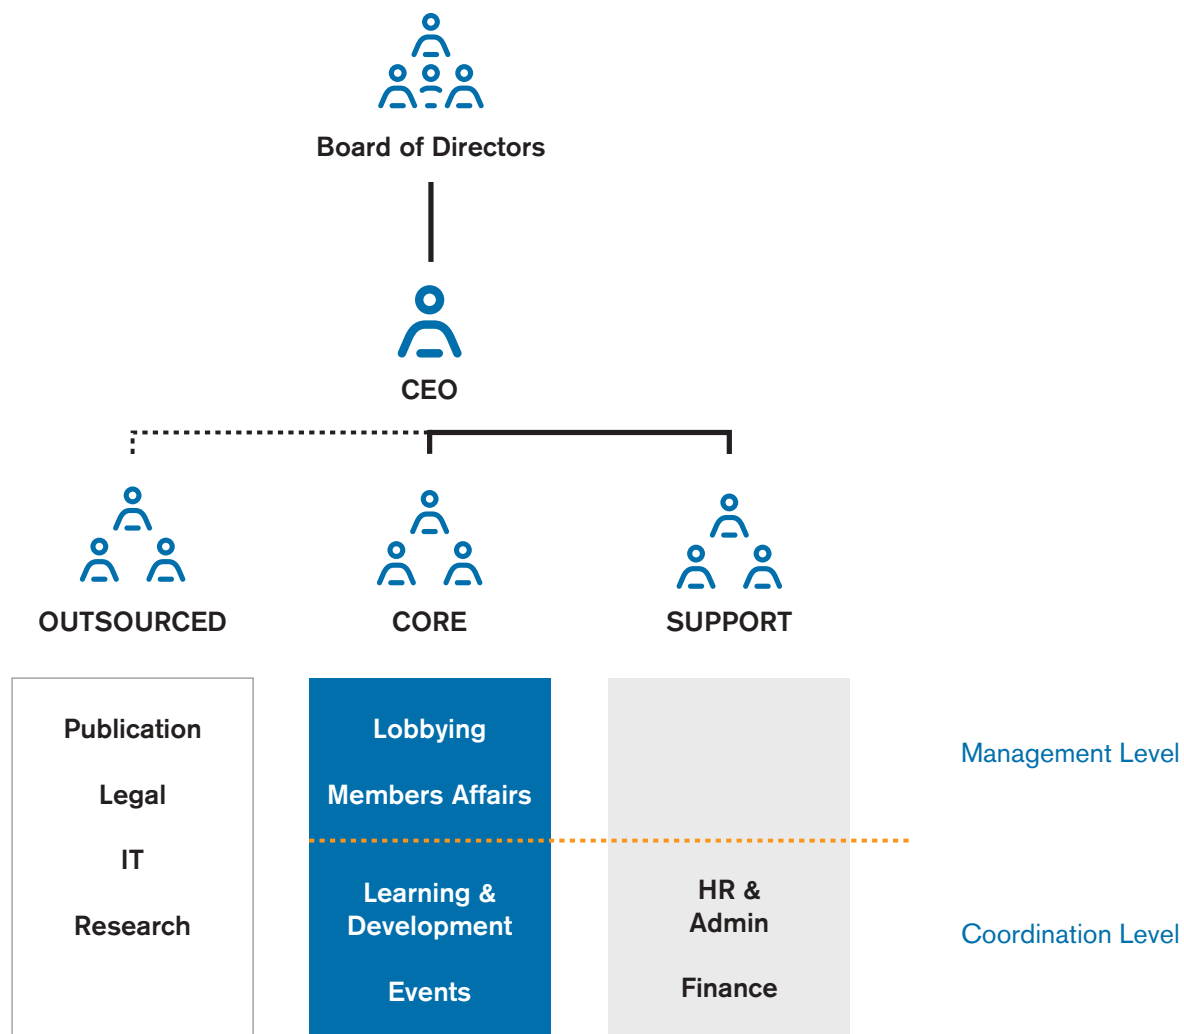 Board of Directors
CEO
OUTSOURCED
CORE
SUPPORT
Publication
Legal
IT
Research
Lobbying
Members Affairs
Learning &
Development
Events
HR &
Admin
Finance
Management Level
Coordination Level